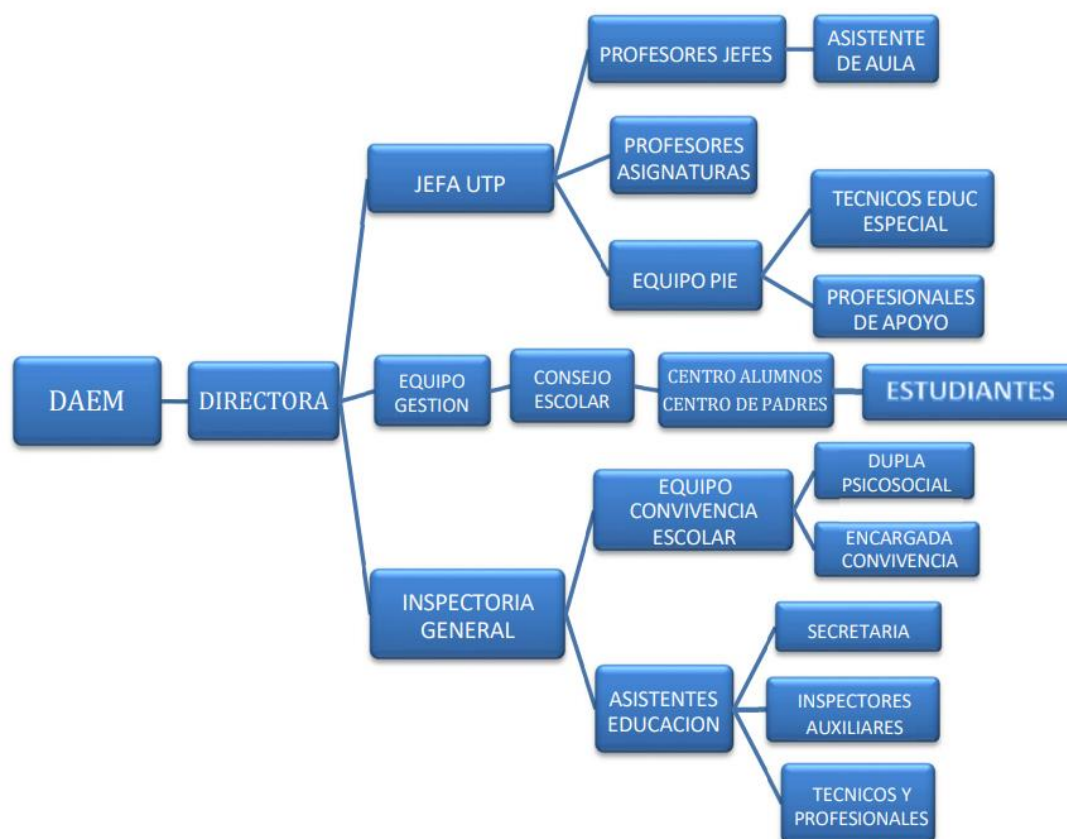 PROFESORES JEFES
ASISTENTE
DE AULA
PROFESORES
ASIGNATURAS
JEFA UTP
TECNICOS EDUC
ESPECIAL
EQUIPO PIE
PROFESIONALES
DE APOYO
DAEM
DIRECTORA
EQUIPO
GESTION
CONSEJO
ESCOLAR
CENTRO ALUMNOS
CENTRO DE PADRES
ESTUDIANTES
EQUIPO
CONVIVENCIA
ESCOLAR
DUPLA
PSICOSOCIAL
ENCARGADA
CONVIVENCIA
INSPECTORIA
GENERAL
ASISTENTES
EDUCACION
SECRETARIA
INSPECTORES
AUXILIARES
TECNICOS Y
PROFESIONALES